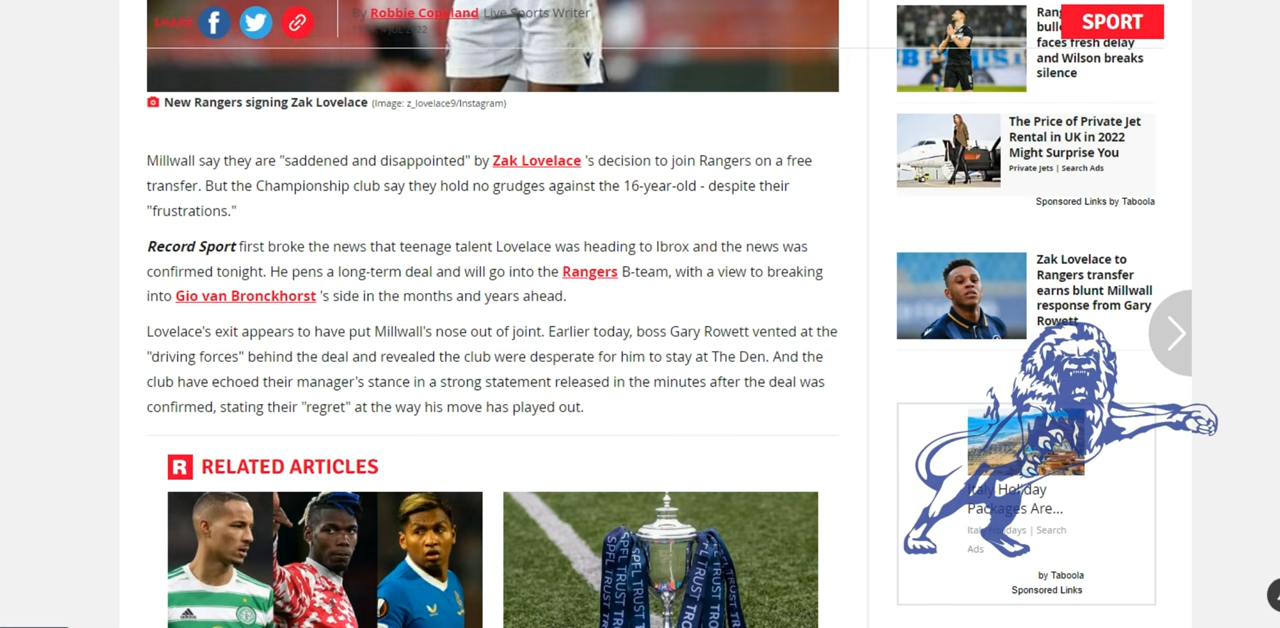 SHARE
By Robbie Copeland Live Sports Writer
2022
SPORT
New Rangers signing Zak Lovelace (Image: z_lovelace9/Instagram)
Millwall say they are "saddened and disappointed" by Zak Lovelace 's decision to join Rangers on a free
transfer. But the Championship club say they hold no grudges against the 16-year-old - despite their
"frustrations."
Record Sport first broke the news that teenage talent Lovelace was heading to Ibrox and the news was
confirmed tonight. He pens a long-term deal and will go into the Rangers B-team, with a view to breaking
into Gio van Bronckhorst 's side in the months and years ahead.
Lovelace's exit appears to have put Millwall's nose out of joint. Earlier today, boss Gary Rowett vented at the
"driving forces" behind the deal and revealed the club were desperate for him to stay at The Den. And the
club have echoed their manager's stance in a strong statement released in the minutes after the deal was
confirmed, stating their "regret" at the way his move has played out.
R RELATED ARTICLES
SPFL TRUST
SPFL TRUST
faces fresh delay
and Wilson breaks
silence
The Price of Private Jet
Rental in UK in 2022
Might Surprise You
Private Jets | Search Ads
Sponsored Links by Taboola
Zak Lovelace to
Rangers transfer
earns blunt Millwall
response from Gary
Rowett
Italy Holiday
Packages Are...
Search
Ads
by Taboola
Sponsored Links